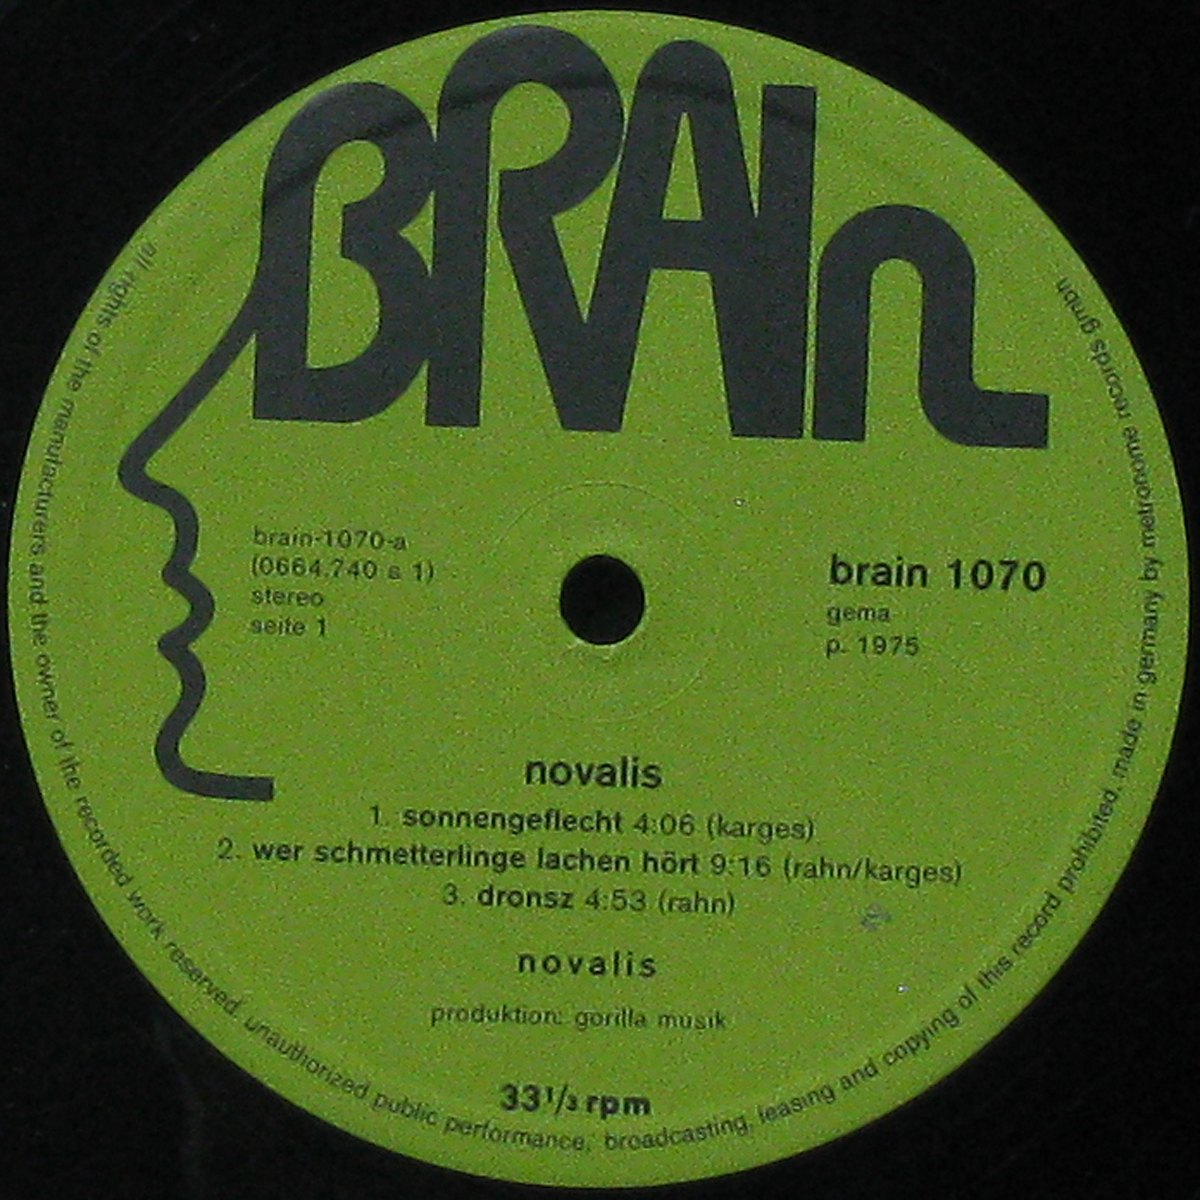 BRAIN
brain-1070-a
(0664.740 s 1)
stereo
seite 1
brain 1070
gema
p. 1975
novalis
1. sonnengeflecht 4:06 (karges)
2. wer schmetterlinge lachen hört 9:16 (rahn/karges)
3. dronsz 4:53 (rahn)
novalis
produktion: gorilla musik
33 1/3 rpm
all rights of the manufacturers and the owner of the recorded work reserved. unauthorized public performance, broadcasting, leasing and copying of this record prohibited. made in germany by metronome records gmbh